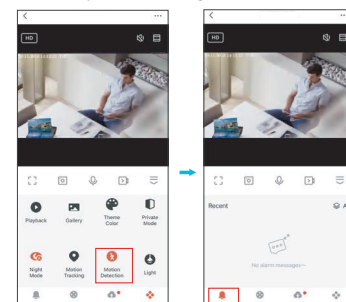 HD
Playback Gallery Theme Color Private Mode
Night Mode Motion Tracking Motion Detection Light
HD
Recent
No alarm messages~